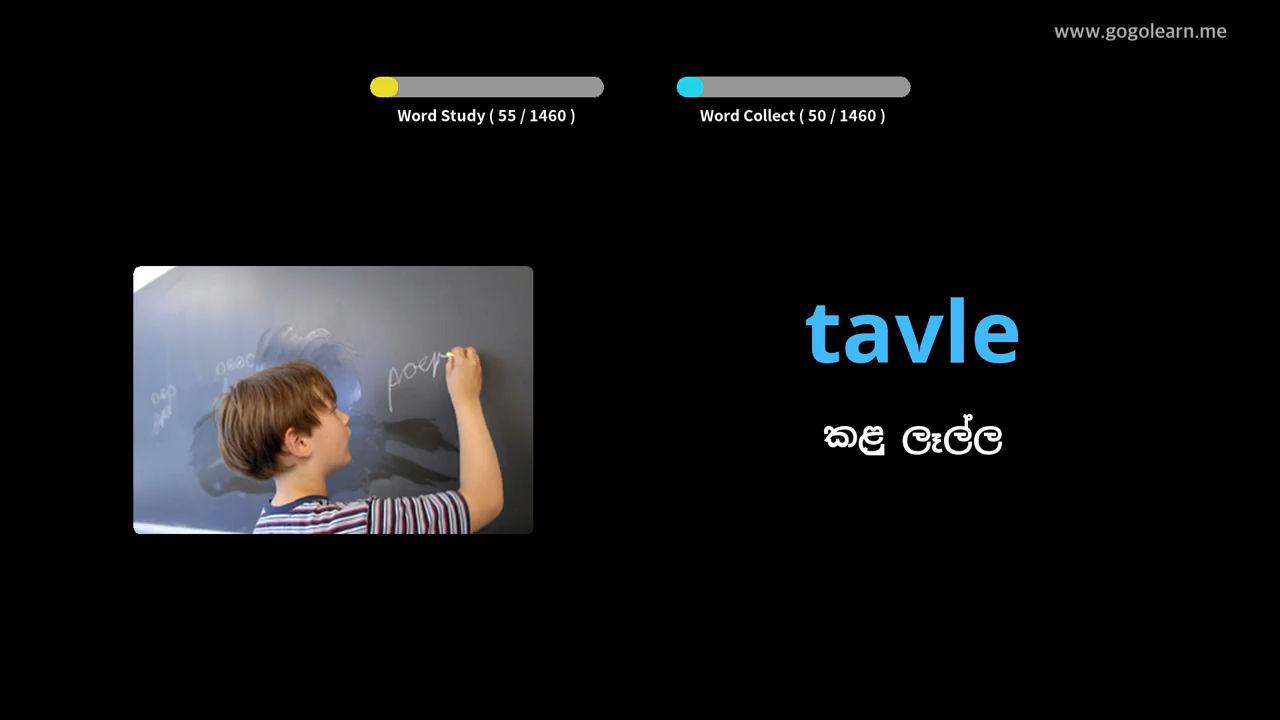 www.gogolearn.me
Word Study ( 55 / 1460 )
Word Collect ( 50 / 1460 )
tavle
කළු ලෑල්ල